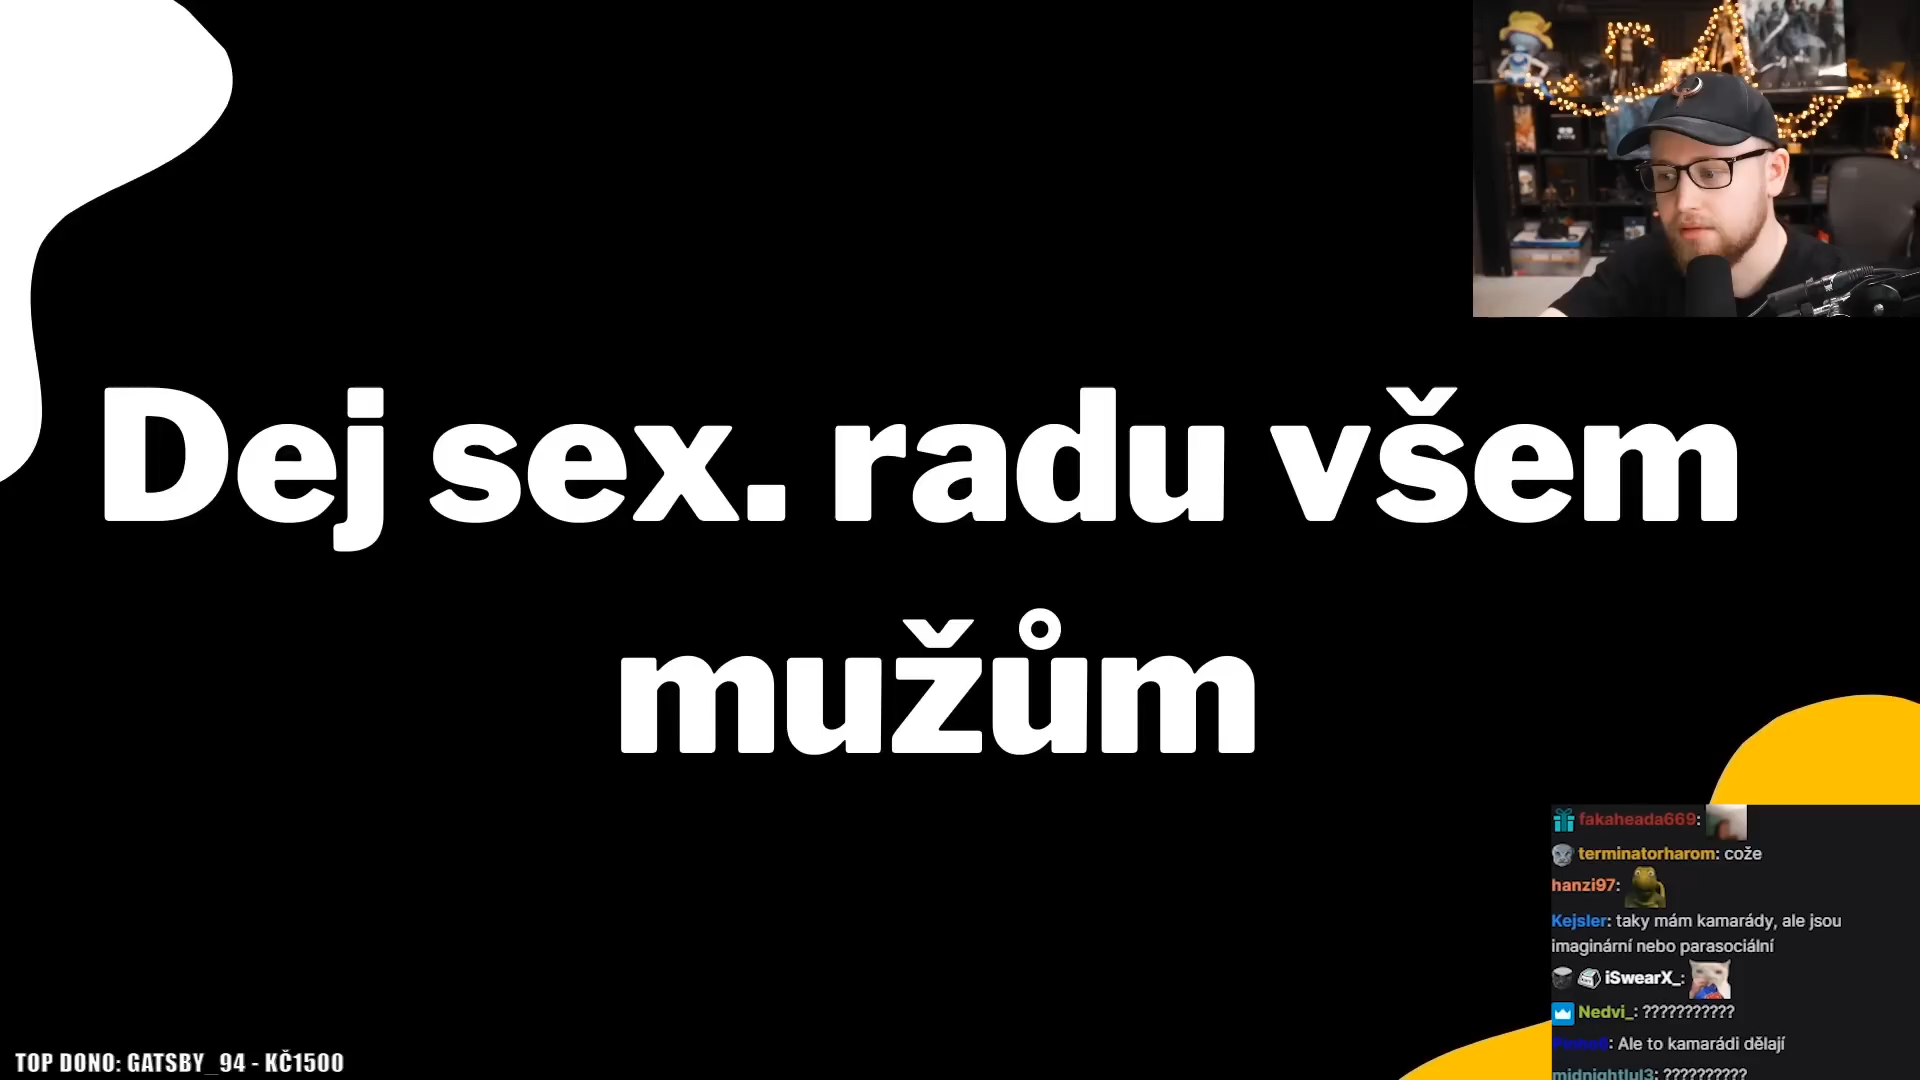 Dej sex. radu všem
mužům
fakaheada669:
terminatorharom: cože
hanzi97:
Kejsler: taky mám kamarády, ale jsou
imaginární nebo parasociální
iSwearX_:
Nedvi_: ???????????
: Ale to kamarádi dělají
midnightlul3: ??????????
TOP DONO: GATSBY_94 - KČ1500